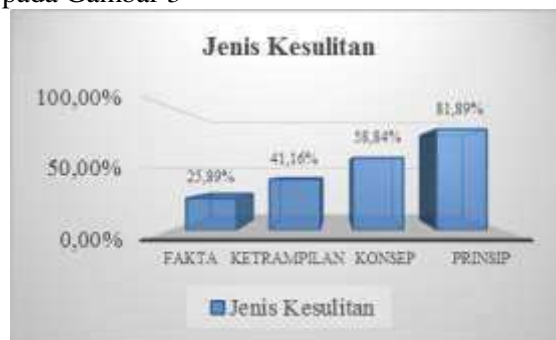 pada Gambar 3
Jenis Kesulitan
100,00%
81,89%
58,84%
50,00%
41,16%
25,89%
0,00%
FAKTA KETRAMPILAN KONSEP PRINSIP
Jenis Kesulitan